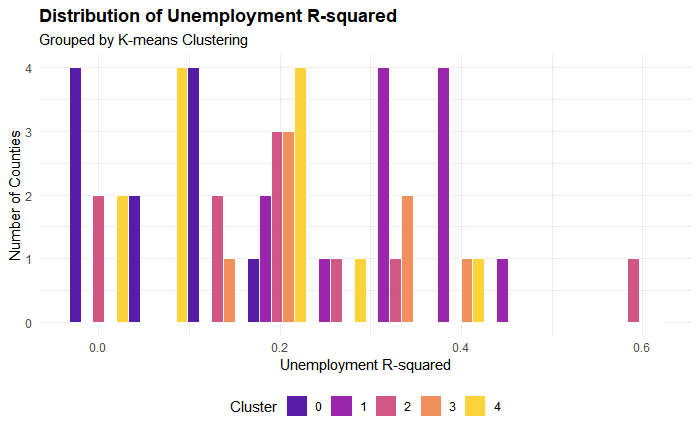 Distribution of Unemployment R-squared
Grouped by K-means Clustering
Number of Counties
4
3
2
1
0
0.0 0.2 0.4 0.6
Unemployment R-squared
Cluster 0 1 2 3 4